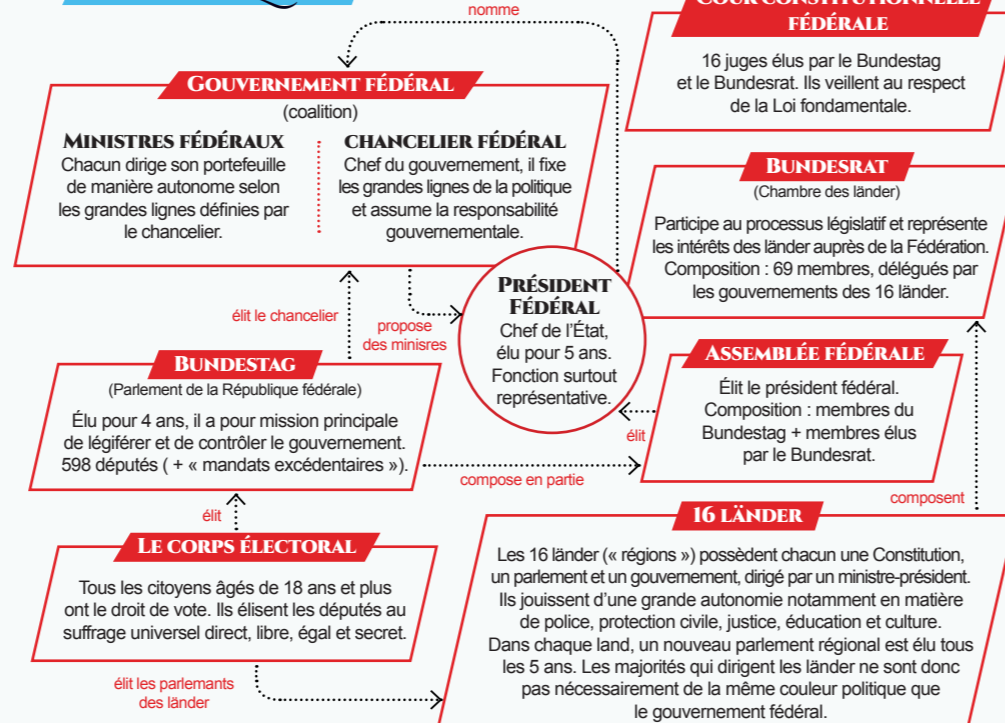 nomme
COUR CONSTITUTIONNELLE
FÉDÉRALE
16 juges élus par le Bundestag
et le Bundesrat. Ils veillent au respect
de la Loi fondamentale.
GOUVERNEMENT FÉDÉRAL
(coalition)
MINISTRES FÉDÉRAUX
Chacun dirige son portefeuille
de manière autonome selon
les grandes lignes définies par
le chancelier.
CHANCELIER FÉDÉRAL
Chef du gouvernement, il fixe
les grandes lignes de la politique
et assume la responsabilité
gouvernementale.
BUNDESRAT
(Chambre des länder)
Participe au processus législatif et représente
les intérêts des länder auprès de la Fédération.
Composition : 69 membres, délégués par
les gouvernements des 16 länder.
PRÉSIDENT
FÉDÉRAL
Chef de l'État,
élu pour 5 ans.
Fonction surtout
représentative.
élit le chancelier
propose
des minisres
BUNDESTAG
(Parlement de la République fédérale)
Élu pour 4 ans, il a pour mission principale
de légiférer et de contrôler le gouvernement.
598 députés ( + « mandats excédentaires »).
ASSEMBLÉE FÉDÉRALE
Élit le président fédéral.
Composition : membres du
Bundestag + membres élus
par le Bundesrat.
élit
compose en partie
composent
élit
LE CORPS ÉLECTORAL
Tous les citoyens âgés de 18 ans et plus
ont le droit de vote. Ils élisent les députés au
suffrage universel direct, libre, égal et secret.
élit les parlemants
des länder
16 LÄNDER
Les 16 länder (« régions ») possèdent chacun une Constitution,
un parlement et un gouvernement, dirigé par un ministre-président.
Ils jouissent d'une grande autonomie notamment en matière
de police, protection civile, justice, éducation et culture.
Dans chaque land, un nouveau parlement régional est élu tous
les 5 ans. Les majorités qui dirigent les länder ne sont donc
pas nécessairement de la même couleur politique que
le gouvernement fédéral.